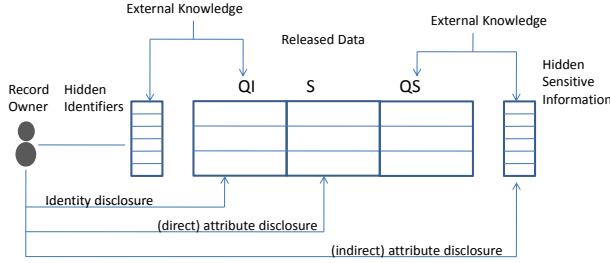 External Knowledge
External Knowledge
Released Data
Record
Owner
Hidden
Identifiers
QI
S
QS
Hidden
Sensitive
Information
Identity disclosure
(direct) attribute disclosure
(indirect) attribute disclosure